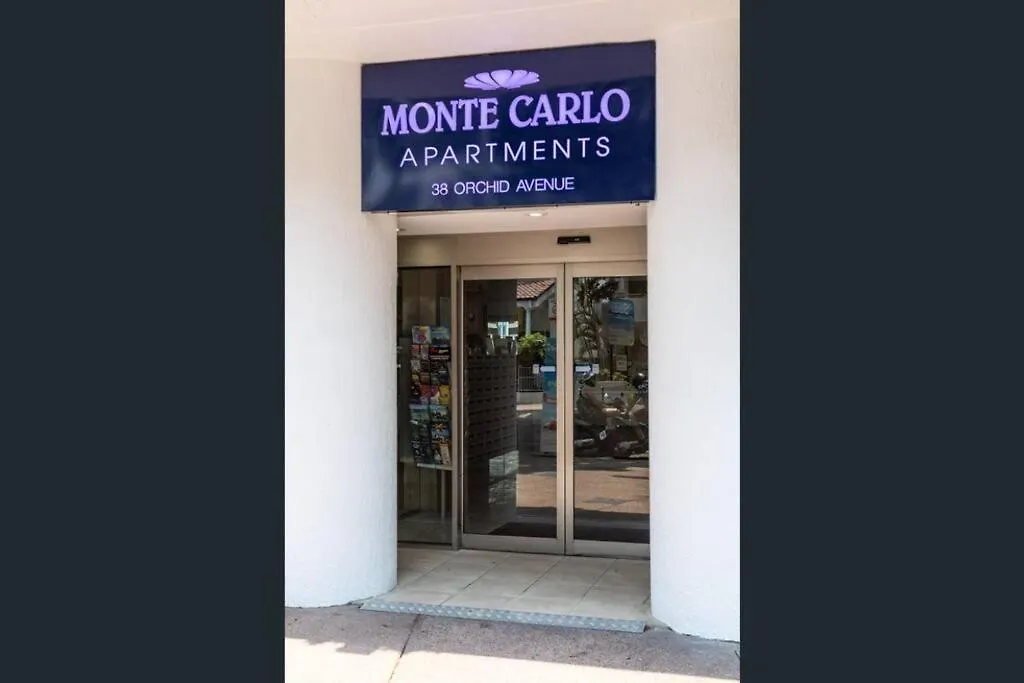 MONTE CARLO
APARTMENTS
38 ORCHID AVENUE